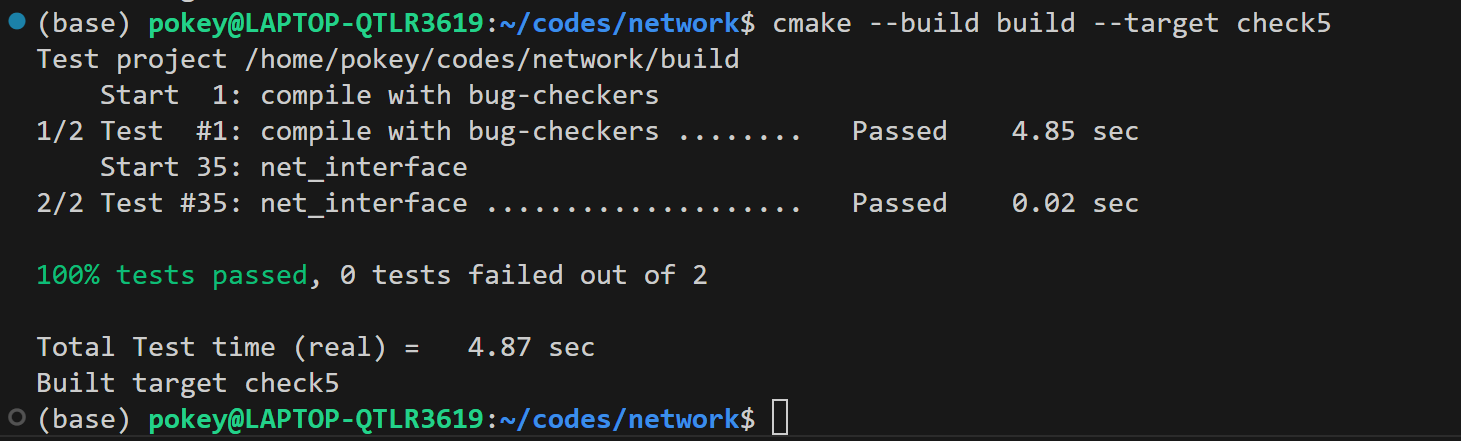 (base) pokey@LAPTOP-QTLR3619:~/codes/network$ cmake --build build --target check5
Test project /home/pokey/codes/network/build
    Start  1: compile with bug-checkers
1/2 Test  #1: compile with bug-checkers ........   Passed    4.85 sec
    Start 35: net_interface
2/2 Test #35: net_interface ....................   Passed    0.02 sec

100% tests passed, 0 tests failed out of 2

Total Test time (real) =   4.87 sec
Built target check5
(base) pokey@LAPTOP-QTLR3619:~/codes/network$